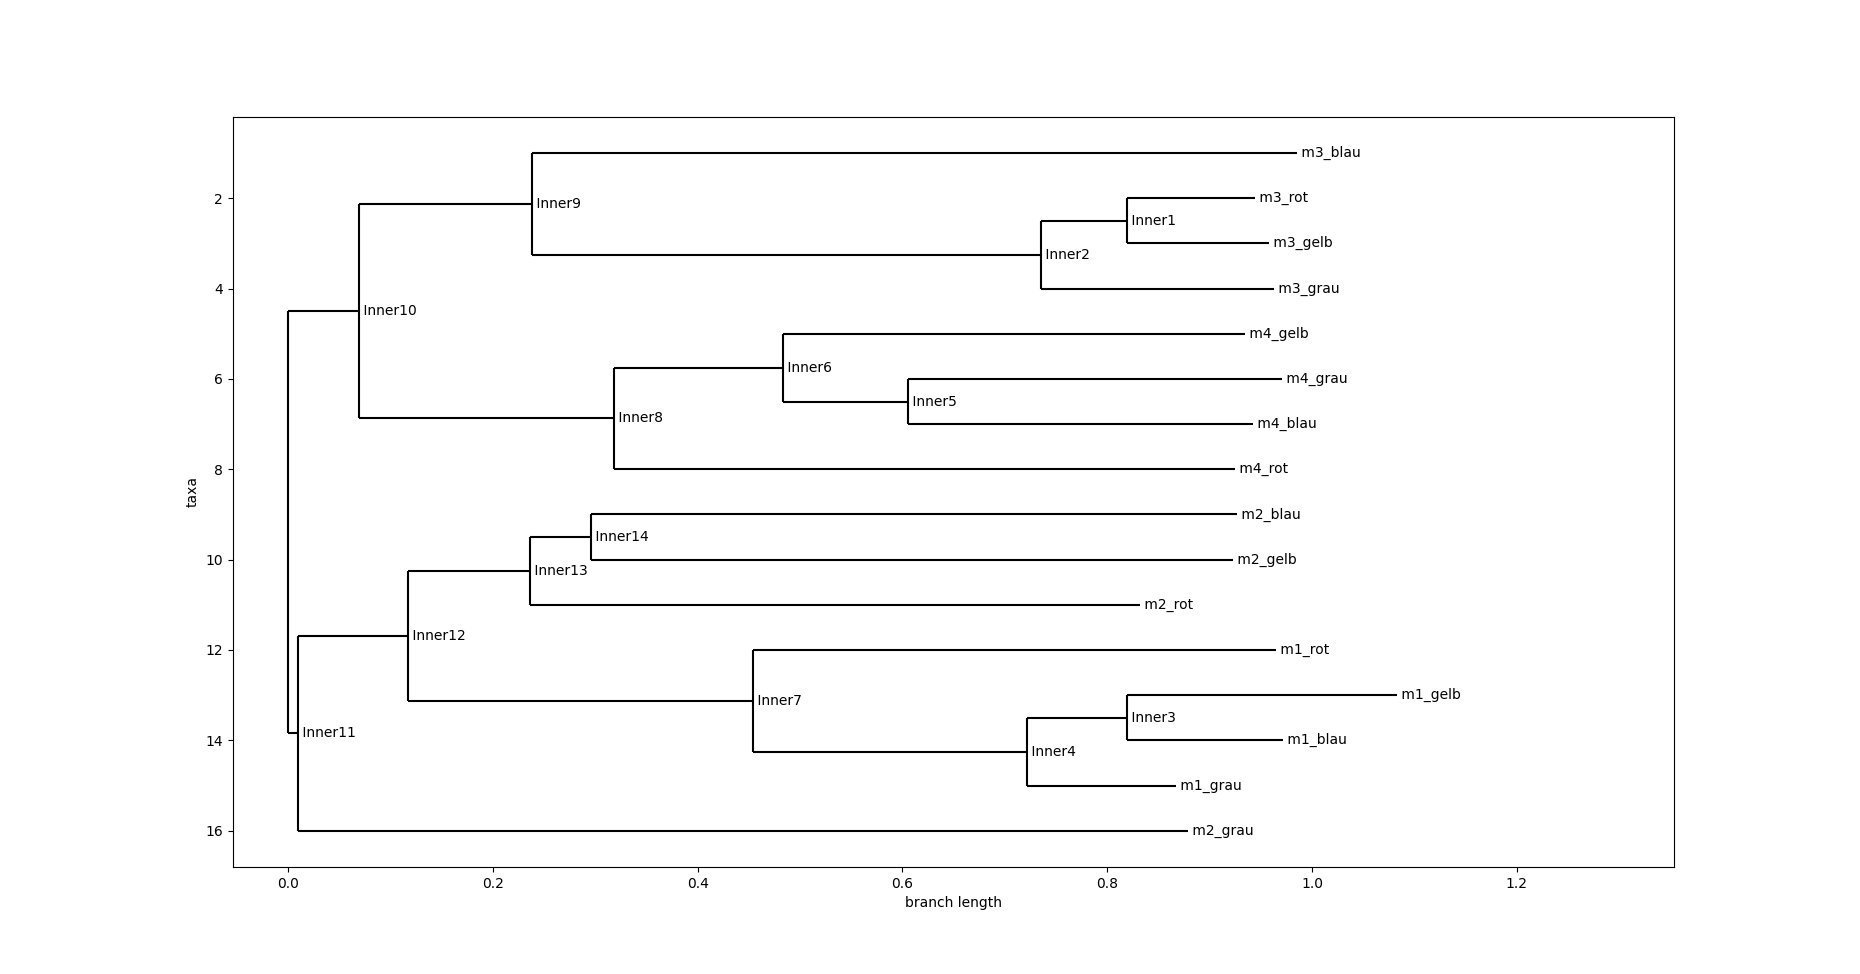 m3_blau
m3_rot
2
Inner9
Inner1
m3_gelb
Inner2
4
m3_grau
Inner10
m4_gelb
Inner6
6
m4_grau
Inner5
Inner8
m4_blau
8
m4_rot
taxa
m2_blau
Inner14
10
m2_gelb
Inner13
m2_rot
Inner12
12
m1_rot
Inner7
m1_gelb
Inner3
Inner11
14
m1_blau
Inner4
m1_grau
16
m2_grau
0.0 0.2 0.4 0.6 0.8 1.0 1.2
branch length